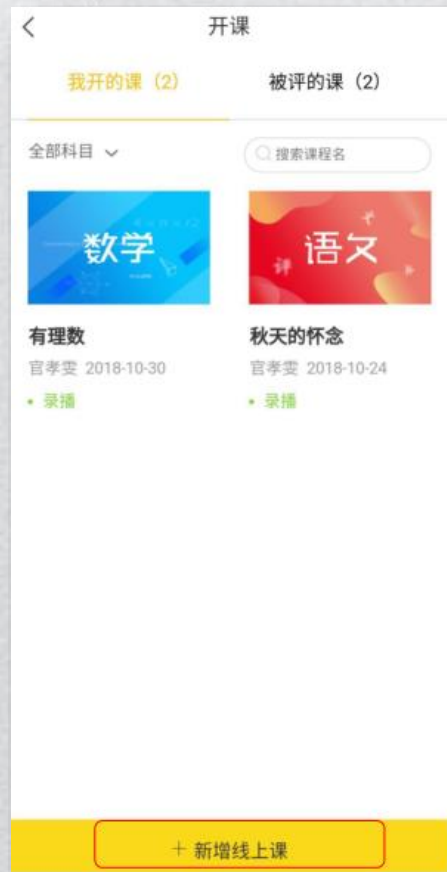 开课
我开的课（2）
被评的课（2）
全部科目
搜索课程名
数学
语文
有理数
秋天的怀念
官孝雯 2018-10-30
官孝雯 2018-10-24
• 录播
• 录播
+ 新增线上课